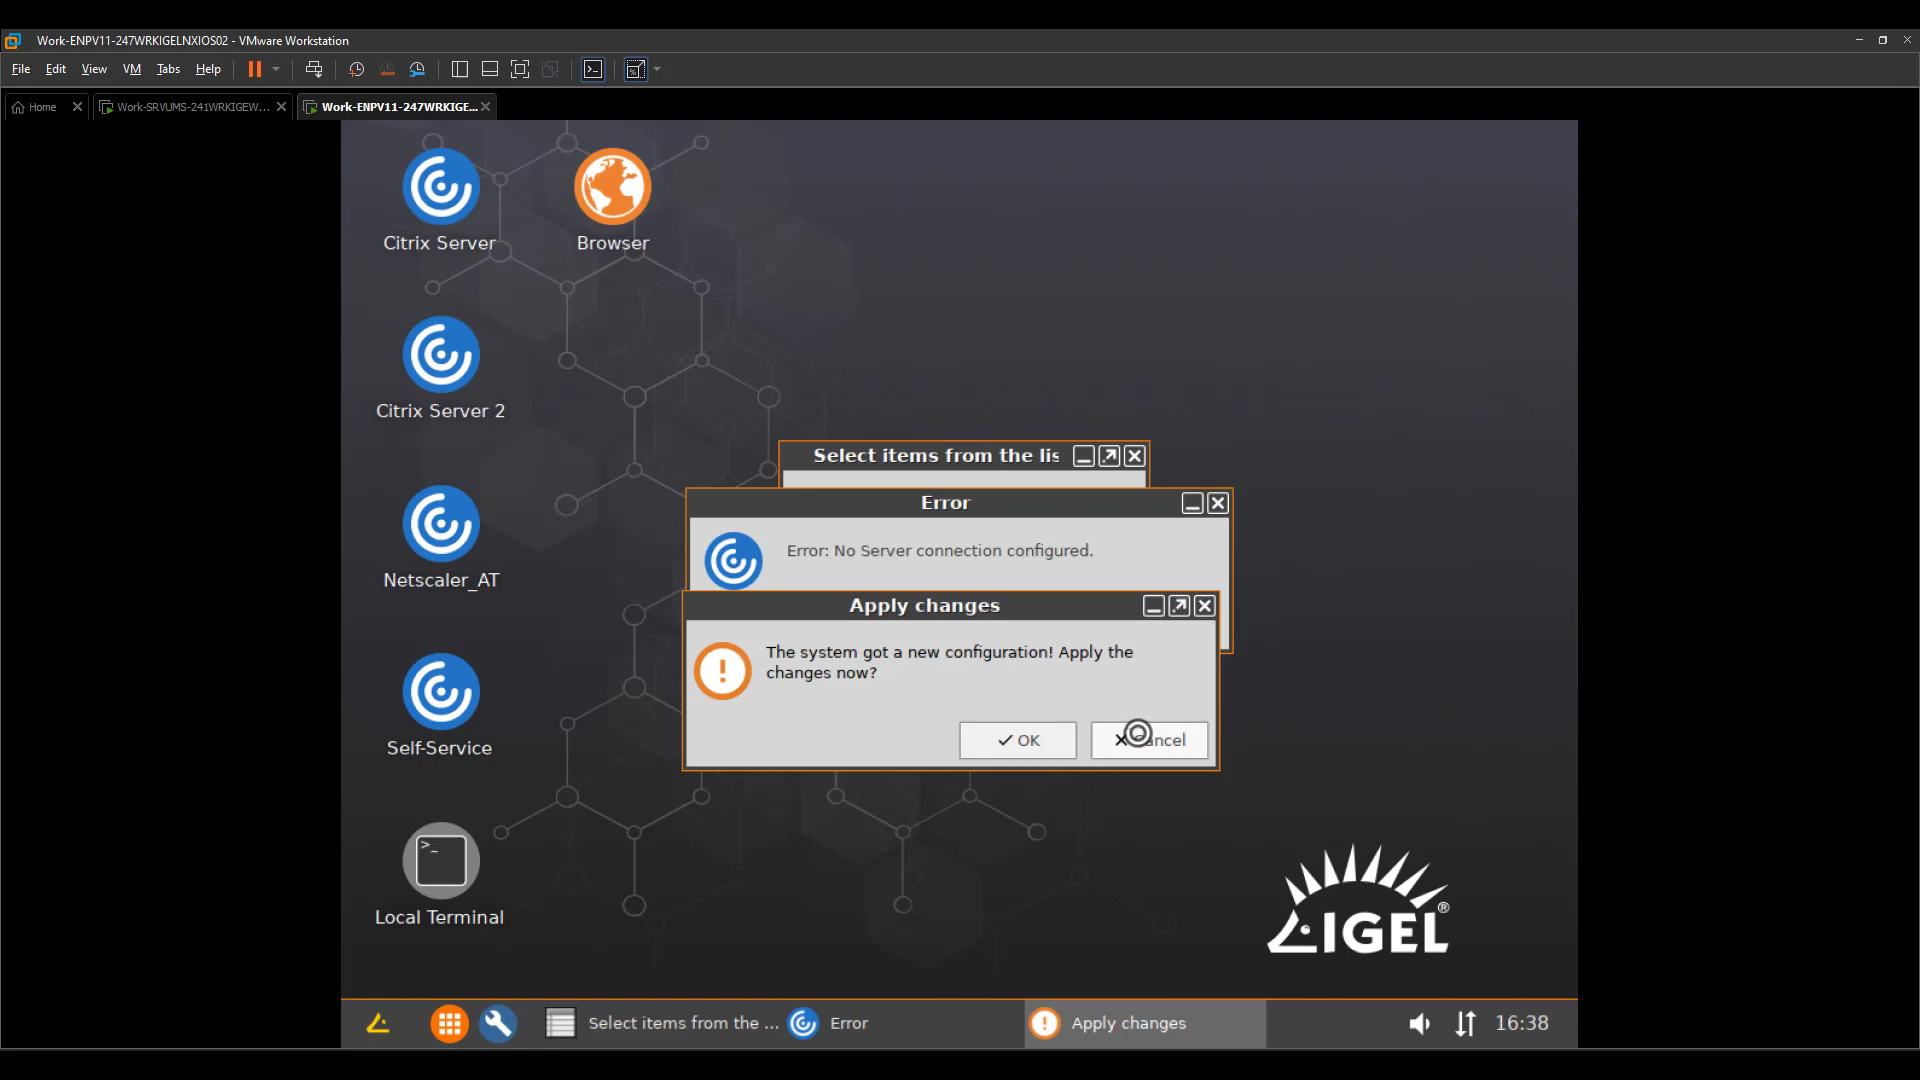 Work-ENPV11-247WRKIGELNXIOS02 - VMware Workstation
File Edit View VM Tabs Help
Home Work-SRVUMS-241WRKIGEW... Work-ENPV11-247WRKIGE...
Citrix Server
Browser
Citrix Server 2
Netscaler_AT
Self-Service
>_
Local Terminal
Select items from the lis
Error
Error: No Server connection configured.
Apply changes
The system got a new configuration! Apply the
changes now?
OK Cancel
IGEL®
Select items from the ... Error Apply changes 16:38